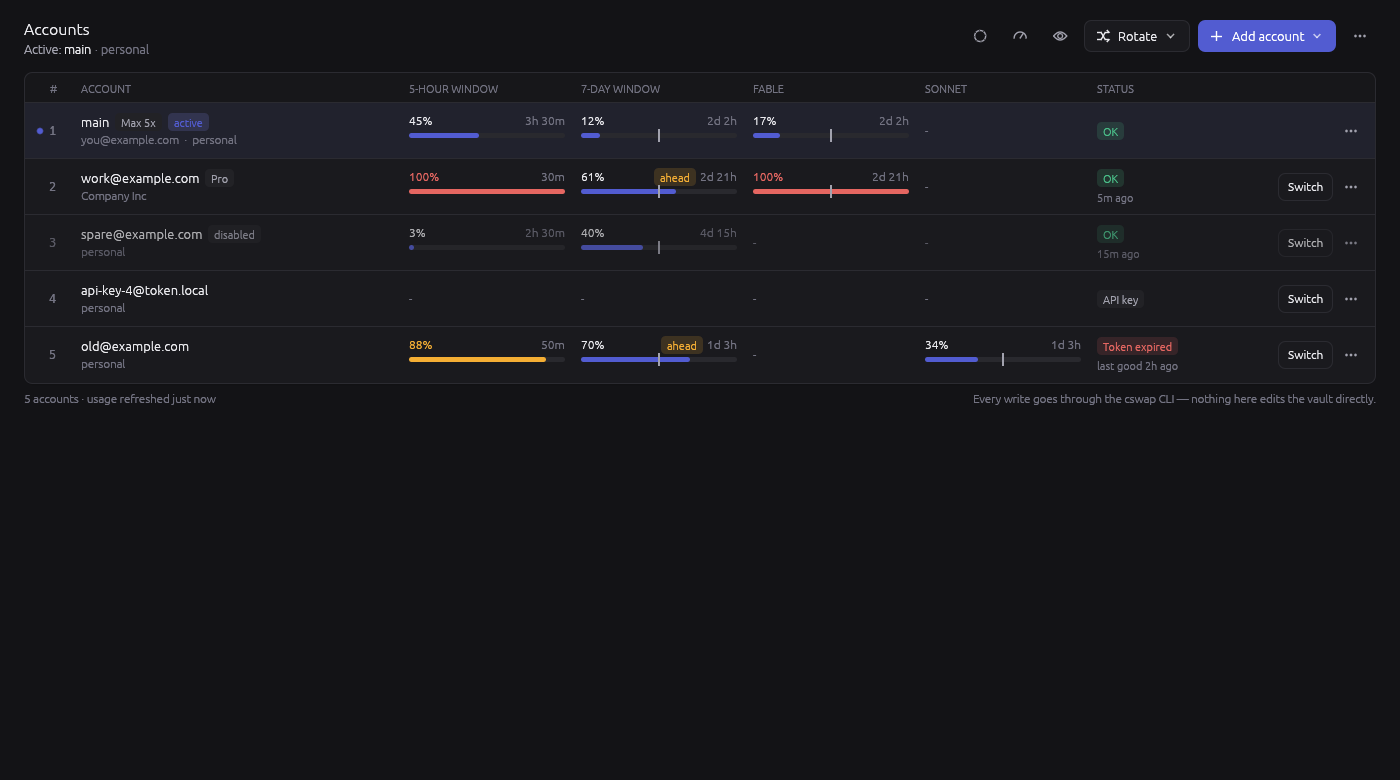 Accounts
Active: main · personal
Rotate
Add account
# ACCOUNT 5-HOUR WINDOW 7-DAY WINDOW FABLE SONNET STATUS
1 main Max 5x active 45% 3h 30m 12% 2d 2h 17% 2d 2h - OK
you@example.com · personal
2 work@example.com Pro 100% 30m 61% ahead 2d 21h 100% 2d 21h - OK Switch
Company Inc 5m ago
3 spare@example.com disabled 3% 2h 30m 40% 4d 15h - - OK Switch
personal 15m ago
4 api-key-4@token.local - - - - API key Switch
personal
5 old@example.com 88% 50m 70% ahead 1d 3h - 34% 1d 3h Token expired Switch
personal last good 2h ago
5 accounts · usage refreshed just now
Every write goes through the cswap CLI — nothing here edits the vault directly.